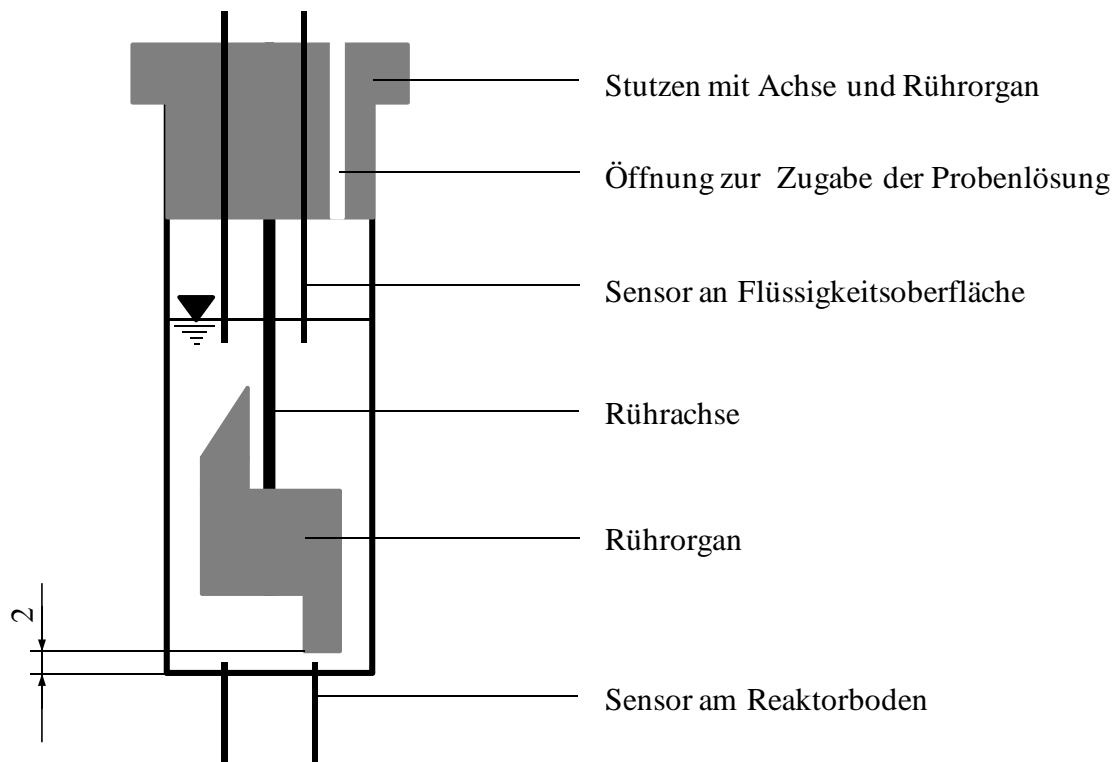 Stutzen mit Achse und Rührorgan
Öffnung zur Zugabe der Probenlösung
Sensor an Flüssigkeitsoberfläche
Rührachse
Rührorgan
2
Sensor am Reaktorboden